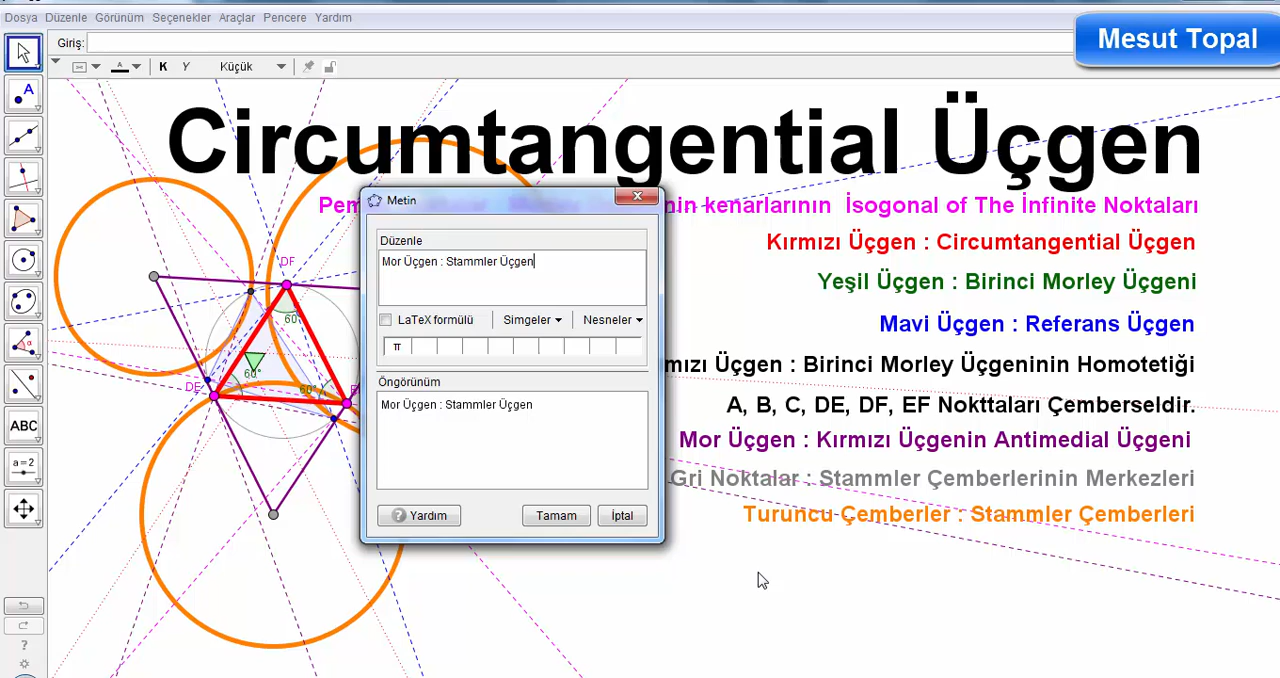 Dosya Düzenle Görünüm Seçenekler Araçlar Pencere Yardım
Mesut Topal
Giriş:
A K Y Küçük
Circumtangential Üçgen
nin kenarlarının İsogonal of The İnfinite Noktaları
Kırmızı Üçgen : Circumtangential Üçgen
Yeşil Üçgen : Birinci Morley Üçgeni
Mavi Üçgen : Referans Üçgen
mızı Üçgen : Birinci Morley Üçgeninin Homotetiği
A, B, C, DE, DF, EF Nokttaları Çemberseldir.
Mor Üçgen : Kırmızı Üçgenin Antimedial Üçgeni
Gri Noktalar : Stammler Çemberlerinin Merkezleri
Turuncu Çemberler : Stammler Çemberleri
Metin
Düzenle
Mor Üçgen : Stammler Üçgen
LaTeX formülü Simgeler Nesneler
π
Öngörünüm
Mor Üçgen : Stammler Üçgen
? Yardım Tamam İptal
DF
60°
DE
60°
60°
A
α
ABC
a=2
?